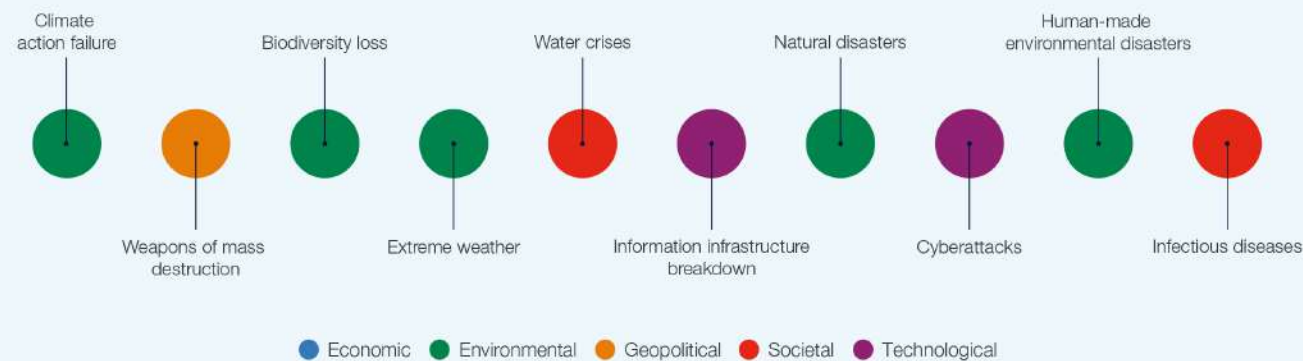 Climate
action failure
Biodiversity loss
Water crises
Natural disasters
Human-made
environmental disasters
Weapons of mass
destruction
Extreme weather
Information infrastructure
breakdown
Cyberattacks
Infectious diseases
Economic
Environmental
Geopolitical
Societal
Technological